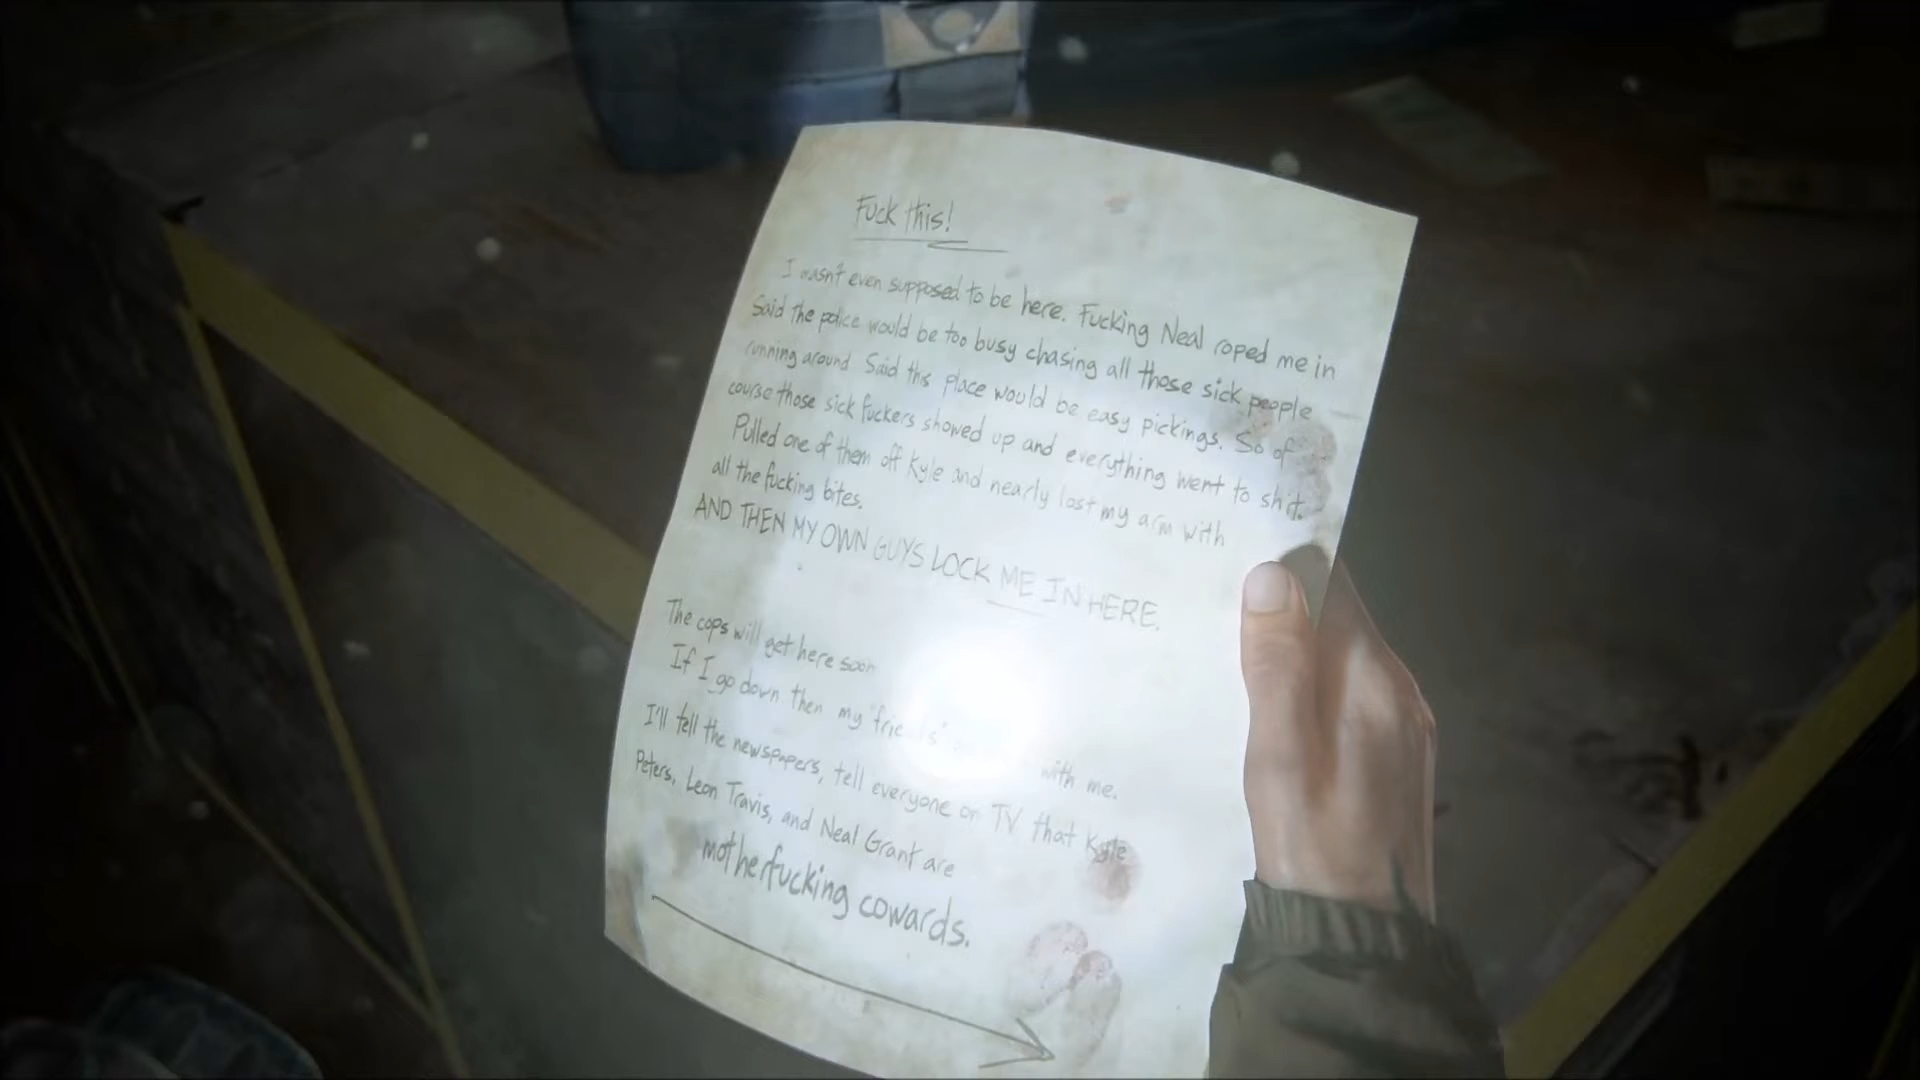 Fuck this!
I wasn't even supposed to be here. Fucking Neal roped me in
Said the police would be too busy chasing all those sick people
running around Said this place would be easy pickings. So of
course those sick fuckers showed up and everything went to shit.
Pulled one of them off Kyle and nearly lost my arm with
all the fucking bites.
AND THEN MY OWN GUYS LOCK ME IN HERE.
The cops will get here soon
If I go down then my with me.
I'll tell the newspapers, tell everyone on TV that Kyle
Peters, Leon Travis, and Neal Grant are
motherfucking cowards.